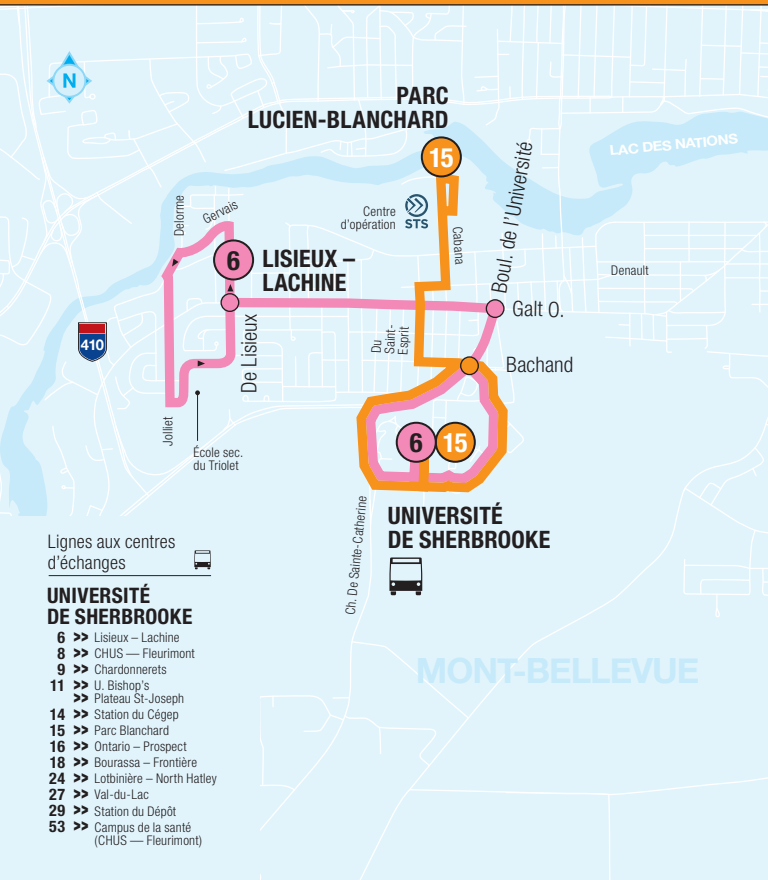 N
PARC
LUCIEN-BLANCHARD
15
LAC DES NATIONS
Boul. de l'Université
Centre
d'opération
STS
Cabana
Delorme
Gervais
6
LISIEUX –
LACHINE
Denault
Galt O.
410
De Lisieux
Du
Saint-
Esprit
Bachand
Jolliet
École sec.
du Triolet
6
15
UNIVERSITÉ
DE SHERBROOKE
Ch. De Sainte-Catherine
MONT-BELLEVUE
Lignes aux centres
d'échanges
UNIVERSITÉ
DE SHERBROOKE
6 >> Lisieux – Lachine
8 >> CHUS — Fleurimont
9 >> Chardonnerets
11 >> U. Bishop's
>> Plateau St-Joseph
14 >> Station du Cégep
15 >> Parc Blanchard
16 >> Ontario – Prospect
18 >> Bourassa – Frontière
24 >> Lotbinière – North Hatley
27 >> Val-du-Lac
29 >> Station du Dépôt
53 >> Campus de la santé
(CHUS — Fleurimont)